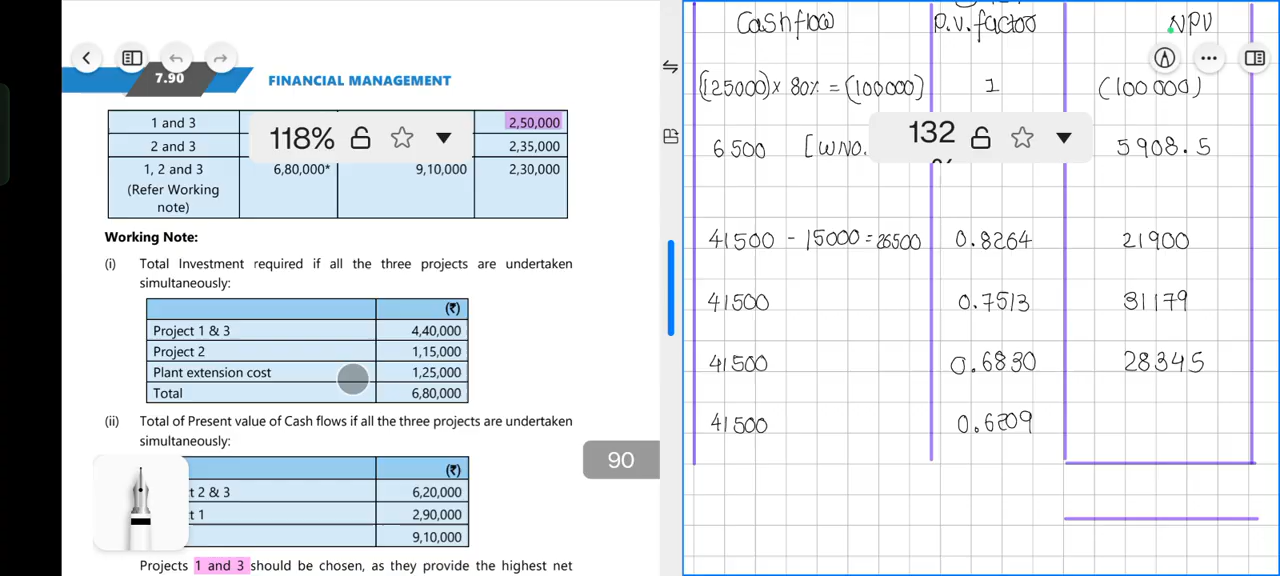 7.90 FINANCIAL MANAGEMENT
1 and 3 2,50,000
2 and 3 2,35,000
1, 2 and 3 6,80,000* 9,10,000 2,30,000
(Refer Working
note)
118%
Working Note:
(i) Total Investment required if all the three projects are undertaken
simultaneously:
(₹)
Project 1 & 3 4,40,000
Project 2 1,15,000
Plant extension cost 1,25,000
Total 6,80,000
(ii) Total of Present value of Cash flows if all the three projects are undertaken
simultaneously:
(₹)
t 2 & 3 6,20,000
t 1 2,90,000
9,10,000
Projects 1 and 3 should be chosen, as they provide the highest net
90
Cashflow P.V. factor NPV
(125000) x 80% = (100000) 1 (100000)
6500 [WNO. 5908.5
132
41500 - 15000 = 26500 0.8264 21900
41500 0.7513 31179
41500 0.6830 28345
41500 0.6209